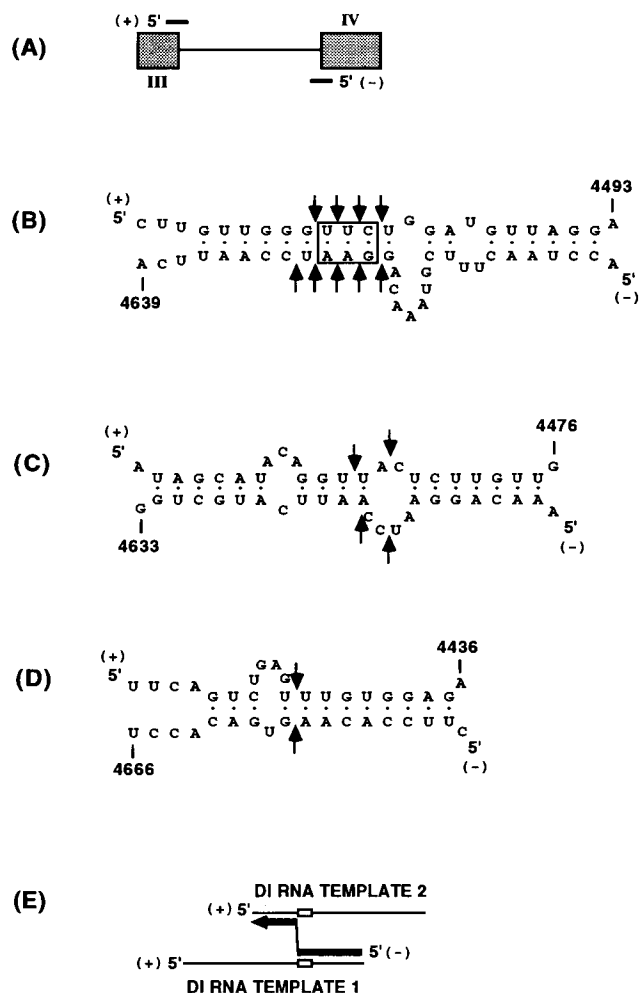 (A)
(+) 5'
IV
III
5' (-)
(B)
4493
(+)
5'
C U U G U U G G G U U C U G G A U G U U A G G A
A C U U A A C C U A A G G A C A A A A U G C U U U C A A U C C A
4639
5'
(-)
(C)
4476
(+)
5'
A U A G C A U A C A G G U U A C U C U U G U U G
G G U C G U A C U U A A C C U A A G G A C A A A
4633
5'
(-)
(D)
4436
(+)
5'
U U C A G U C U G A G U U U G U G G A G A
U C C A C A G U G A A C A C C U U C
4666
5'
(-)
(E)
DI RNA TEMPLATE 2
(+) 5'
5' (-)
(+) 5'
DI RNA TEMPLATE 1